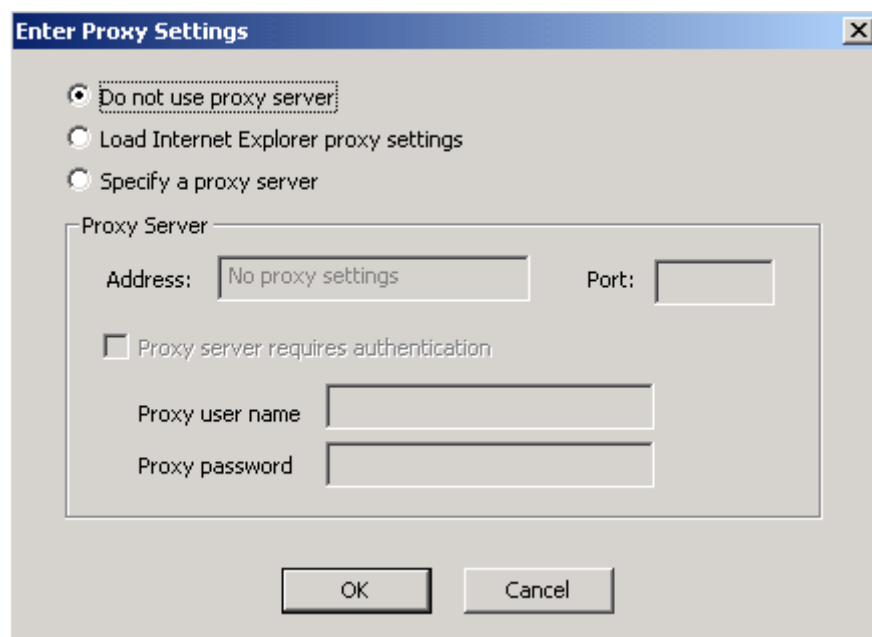 Enter Proxy Settings
Do not use proxy server
Load Internet Explorer proxy settings
Specify a proxy server
Proxy Server
Address: No proxy settings Port:
Proxy server requires authentication
Proxy user name
Proxy password
OK Cancel